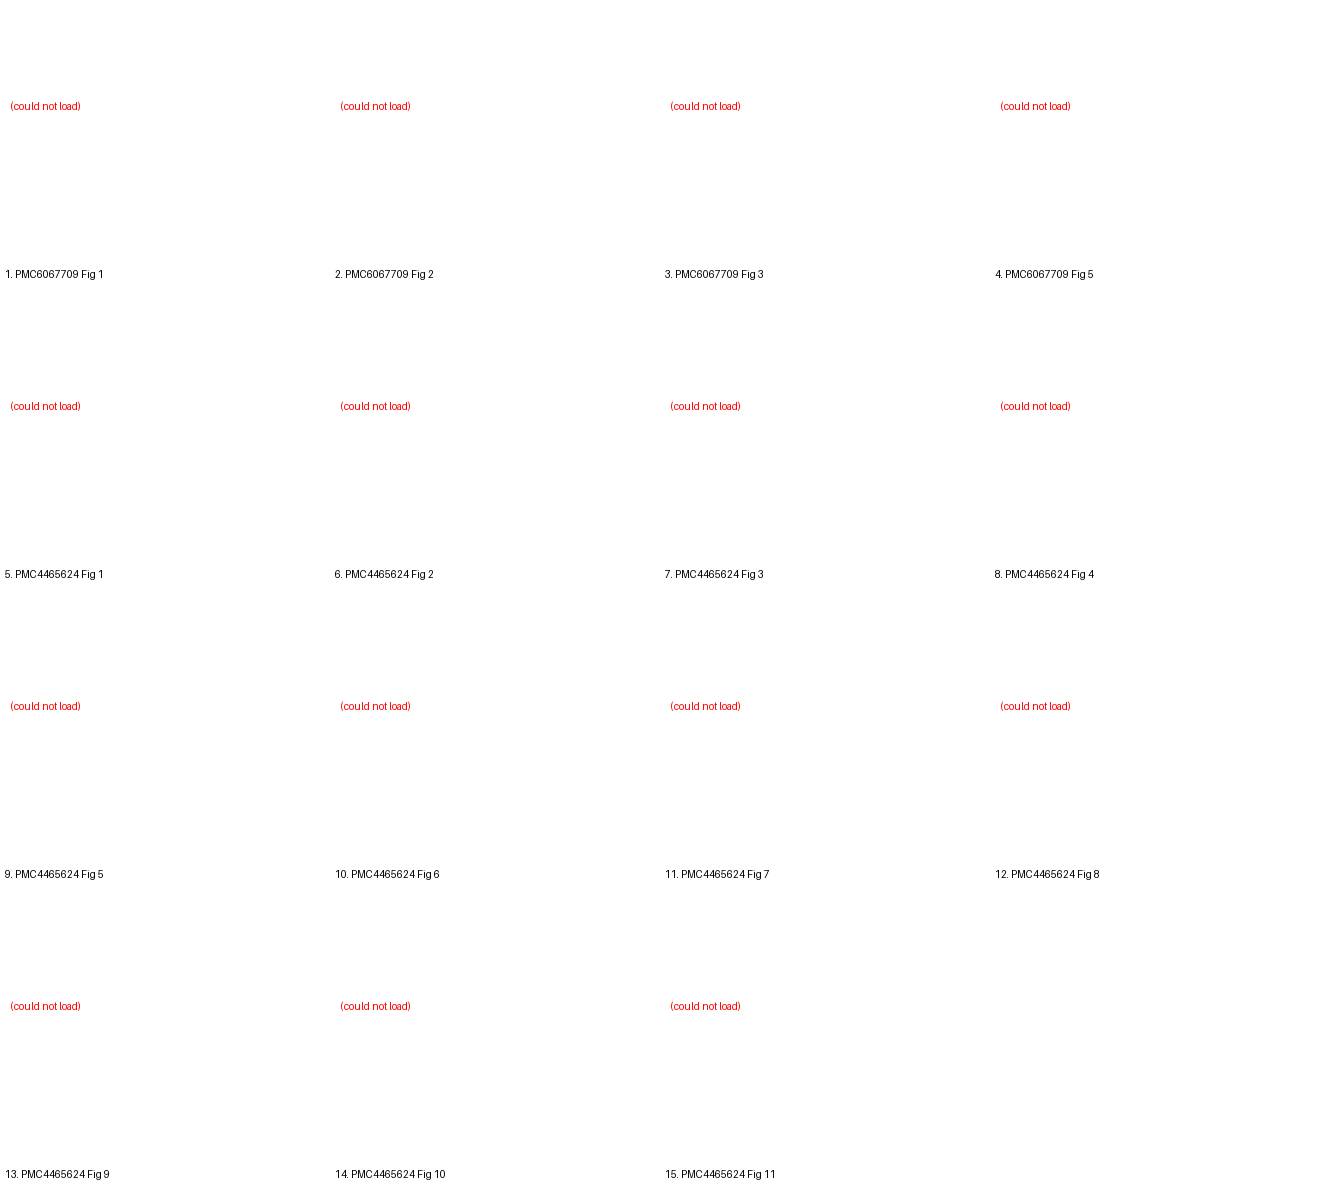 (could not load) (could not load) (could not load) (could not load)
1. PMC6067709 Fig 1 2. PMC6067709 Fig 2 3. PMC6067709 Fig 3 4. PMC6067709 Fig 5
(could not load) (could not load) (could not load) (could not load)
5. PMC4465624 Fig 1 6. PMC4465624 Fig 2 7. PMC4465624 Fig 3 8. PMC4465624 Fig 4
(could not load) (could not load) (could not load) (could not load)
9. PMC4465624 Fig 5 10. PMC4465624 Fig 6 11. PMC4465624 Fig 7 12. PMC4465624 Fig 8
(could not load) (could not load) (could not load)
13. PMC4465624 Fig 9 14. PMC4465624 Fig 10 15. PMC4465624 Fig 11